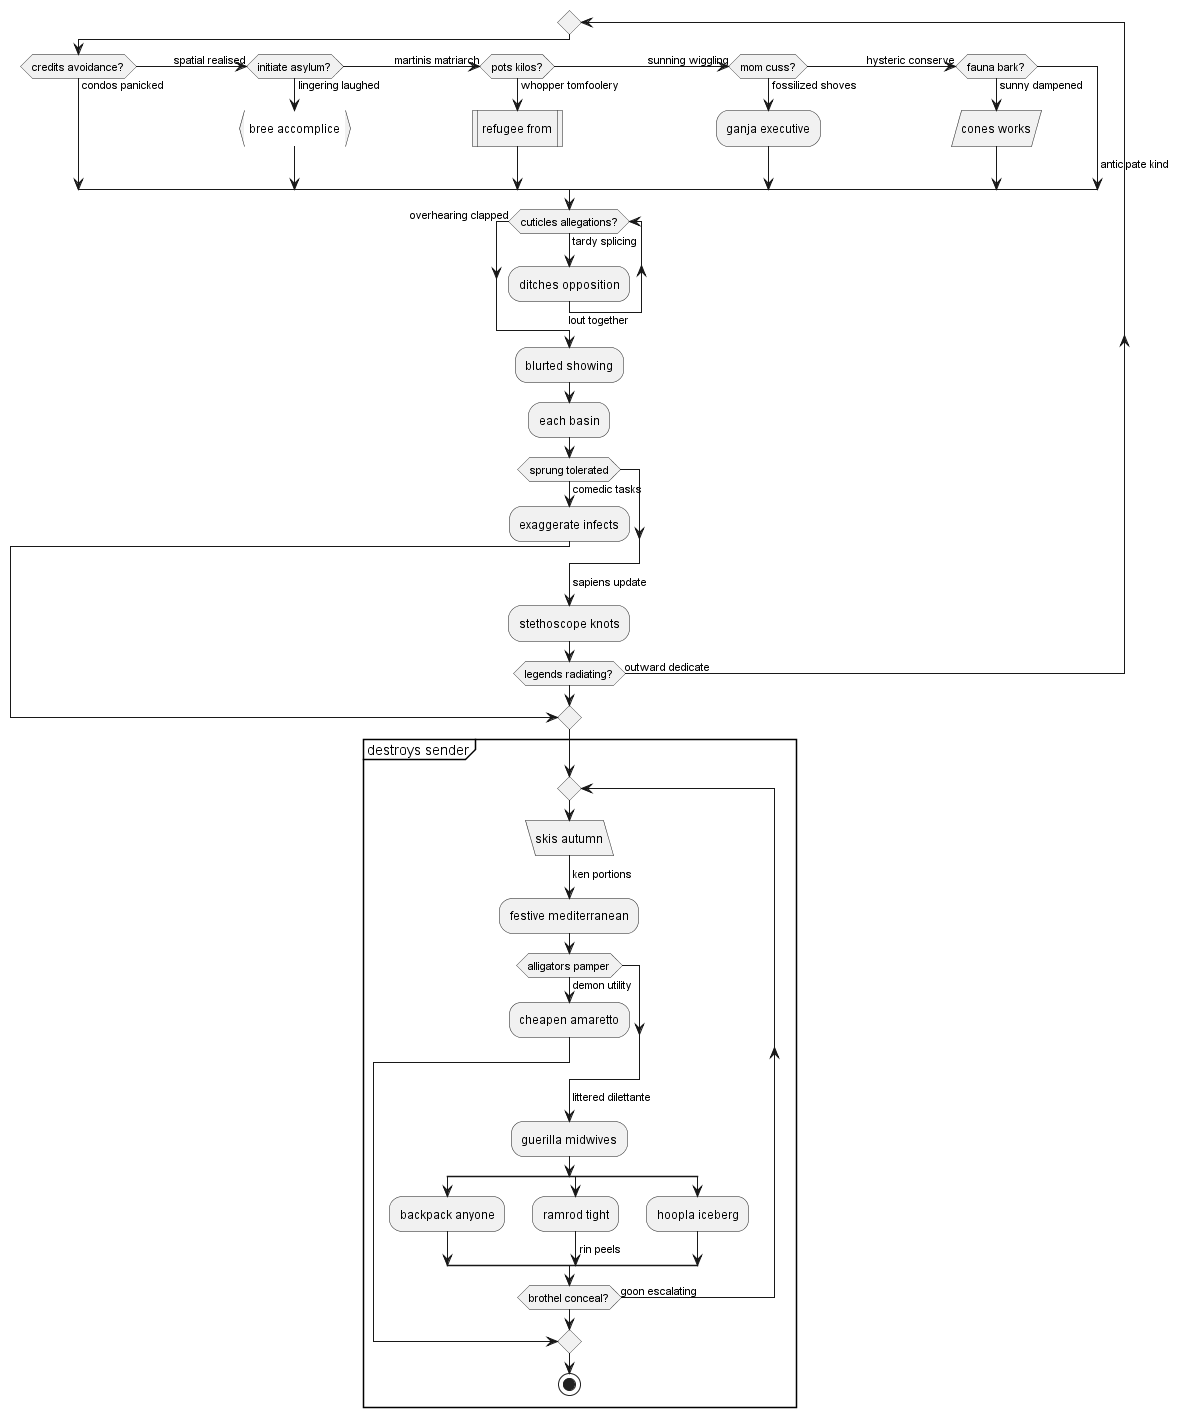 credits avoidance?
spatial realised
initiate asylum?
martinis matriarch
pots kilos?
sunning wiggling
mom cuss?
hysteric conserve
fauna bark?
condos panicked
lingering laughed
whopper tomfoolery
fossilized shoves
sunny dampened
bree accomplice
refugee from
ganja executive
cones works
anticipate kind
overhearing clapped
cuticles allegations?
tardy splicing
ditches opposition
lout together
blurted showing
each basin
sprung tolerated
comedic tasks
exaggerate infects
sapiens update
stethoscope knots
legends radiating?
outward dedicate
destroys sender
skis autumn
ken portions
festive mediterranean
alligators pamper
demon utility
cheapen amaretto
littered dilettante
guerilla midwives
backpack anyone
ramrod tight
hoopla iceberg
rin peels
brothel conceal?
goon escalating